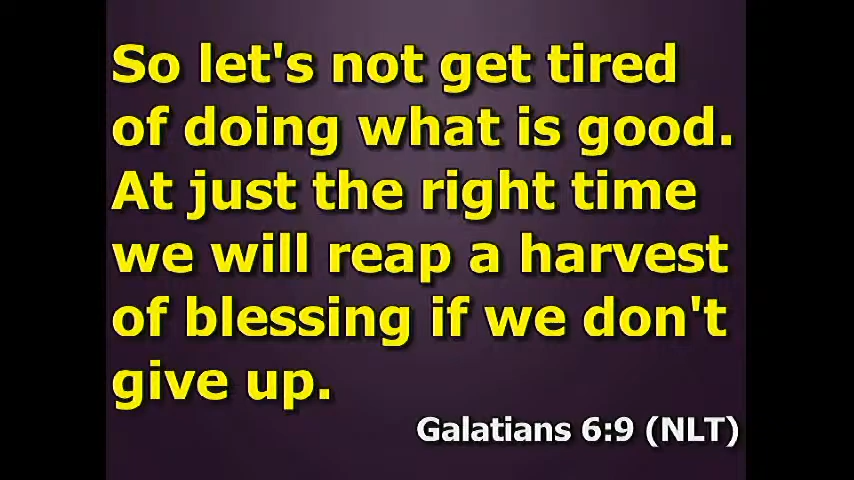 So let's not get tired
of doing what is good.
At just the right time
we will reap a harvest
of blessing if we don't
give up.
Galatians 6:9 (NLT)